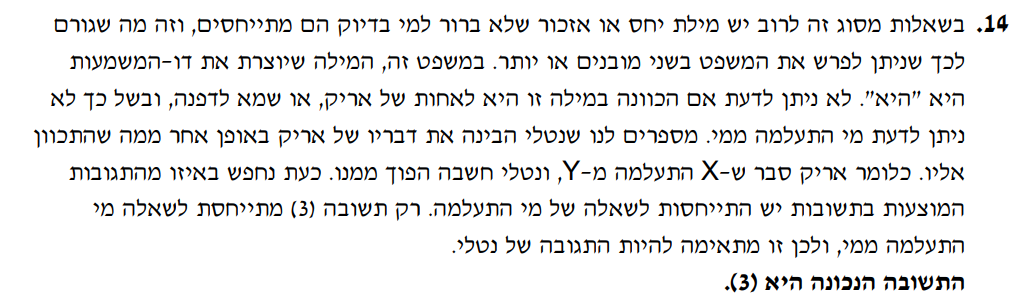 14. בשאלות מסוג זה לרוב יש מילת יחס או אזכור שלא ברור למי בדיוק הם מתייחסים, וזה מה שגורם
לכך שניתן לפרש את המשפט בשני מובנים או יותר. במשפט זה, המילה שיוצרת את דו-המשמעות
היא "היא". לא ניתן לדעת אם הכוונה במילה זו היא לאחות של אריק, או שמא לדפנה, ובשל כך לא
ניתן לדעת מי התעלמה ממי. מספרים לנו שנטלי הבינה את דבריו של אריק באופן אחר ממה שהתכוון
אליו. כלומר אריק סבר ש-X התעלמה מ-Y, ונטלי חשבה הפוך ממנו. כעת נחפש באיזו מהתגובות
המוצעות בתשובות יש התייחסות לשאלה של מי התעלמה. רק תשובה (3) מתייחסת לשאלה מי
התעלמה ממי, ולכן זו מתאימה להיות התגובה של נטלי.
התשובה הנכונה היא (3).